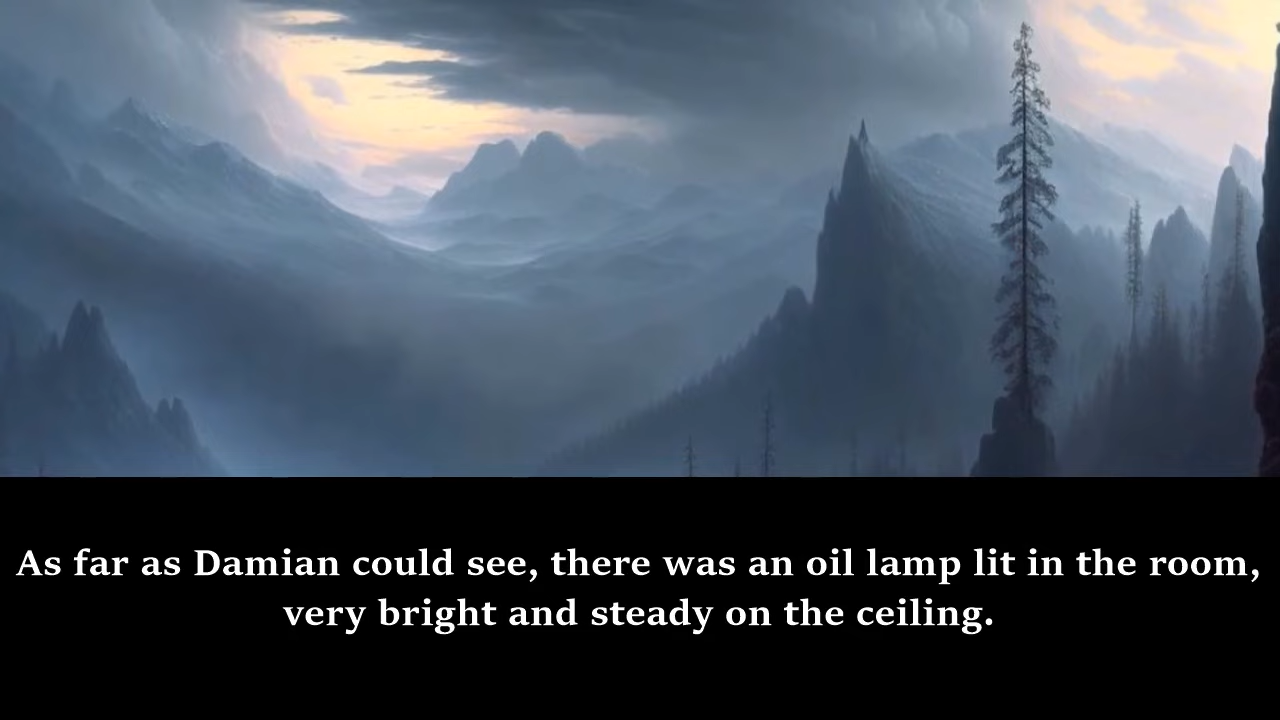 As far as Damian could see, there was an oil lamp lit in the room,
very bright and steady on the ceiling.